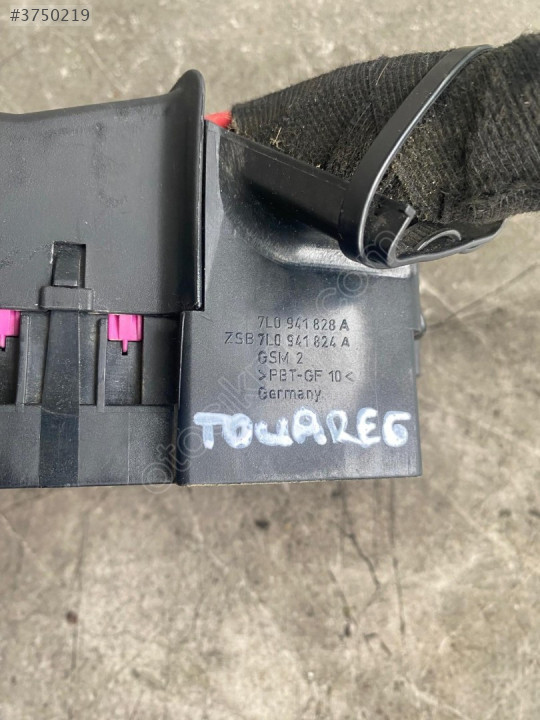 #3750219
7L0 941 828 A
ZSB 7L0 941 824 A
GSM 2
>PBT-GF 10<
Germany
TOUAREG